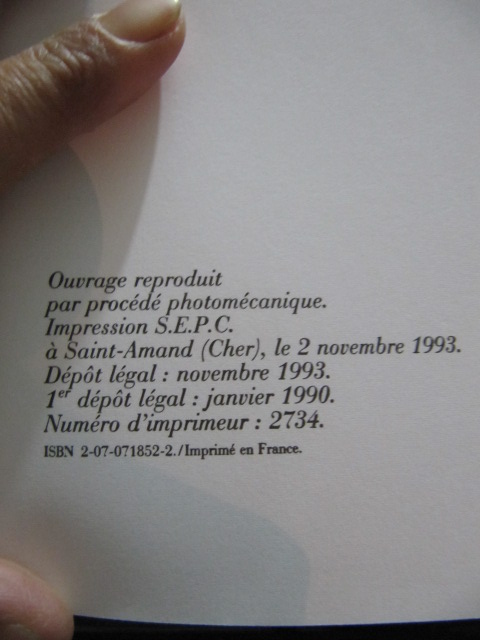 Ouvrage reproduit
par procédé photomécanique.
Impression S.E.P.C.
à Saint-Amand (Cher), le 2 novembre 1993.
Dépôt légal : novembre 1993.
1er dépôt légal : janvier 1990.
Numéro d'imprimeur : 2734.
ISBN 2-07-071852-2./Imprimé en France.